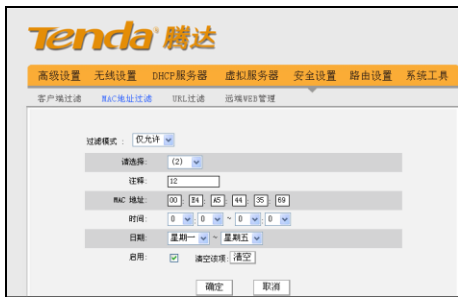 Tenda 腾达
高级设置 无线设置 DHCP服务器 虚拟服务器 安全设置 路由设置 系统工具
客户端过滤 MAC地址过滤 URL过滤 远端WEB管理
过滤模式 : 仅允许
请选择: (2)
注释: 12
MAC 地址: 00 : E4 : A5 : 44 : 35 : 69
时间: 0 : 0 ~ 0 : 0
日期: 星期一 ~ 星期五
启用: 清空该项: 清空
确定 取消